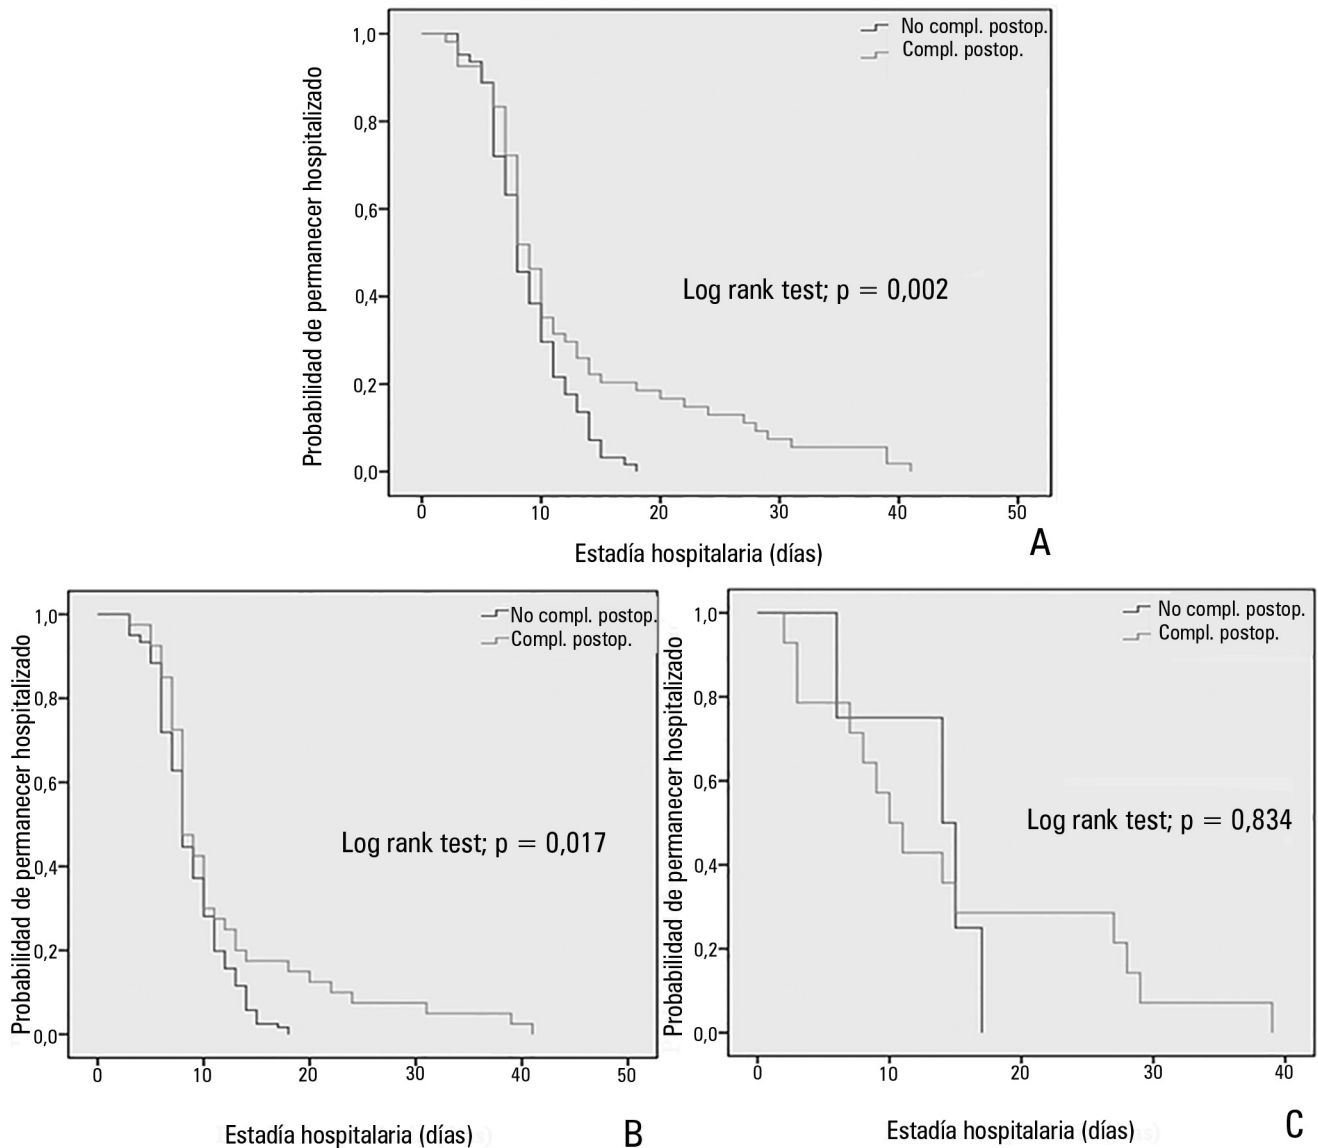 No compl. postop.
Compl. postop.
Probabilidad de permanecer hospitalizado
1,0
0,8
0,6
0,4
0,2
0,0
Log rank test; p = 0,002
0 10 20 30 40 50
Estadía hospitalaria (días)
A
No compl. postop.
Compl. postop.
Probabilidad de permanecer hospitalizado
1,0
0,8
0,6
0,4
0,2
0,0
Log rank test; p = 0,017
0 10 20 30 40 50
Estadía hospitalaria (días)
B
No compl. postop.
Compl. postop.
Probabilidad de permanecer hospitalizado
1,0
0,8
0,6
0,4
0,2
0,0
Log rank test; p = 0,834
0 10 20 30 40
Estadía hospitalaria (días)
C